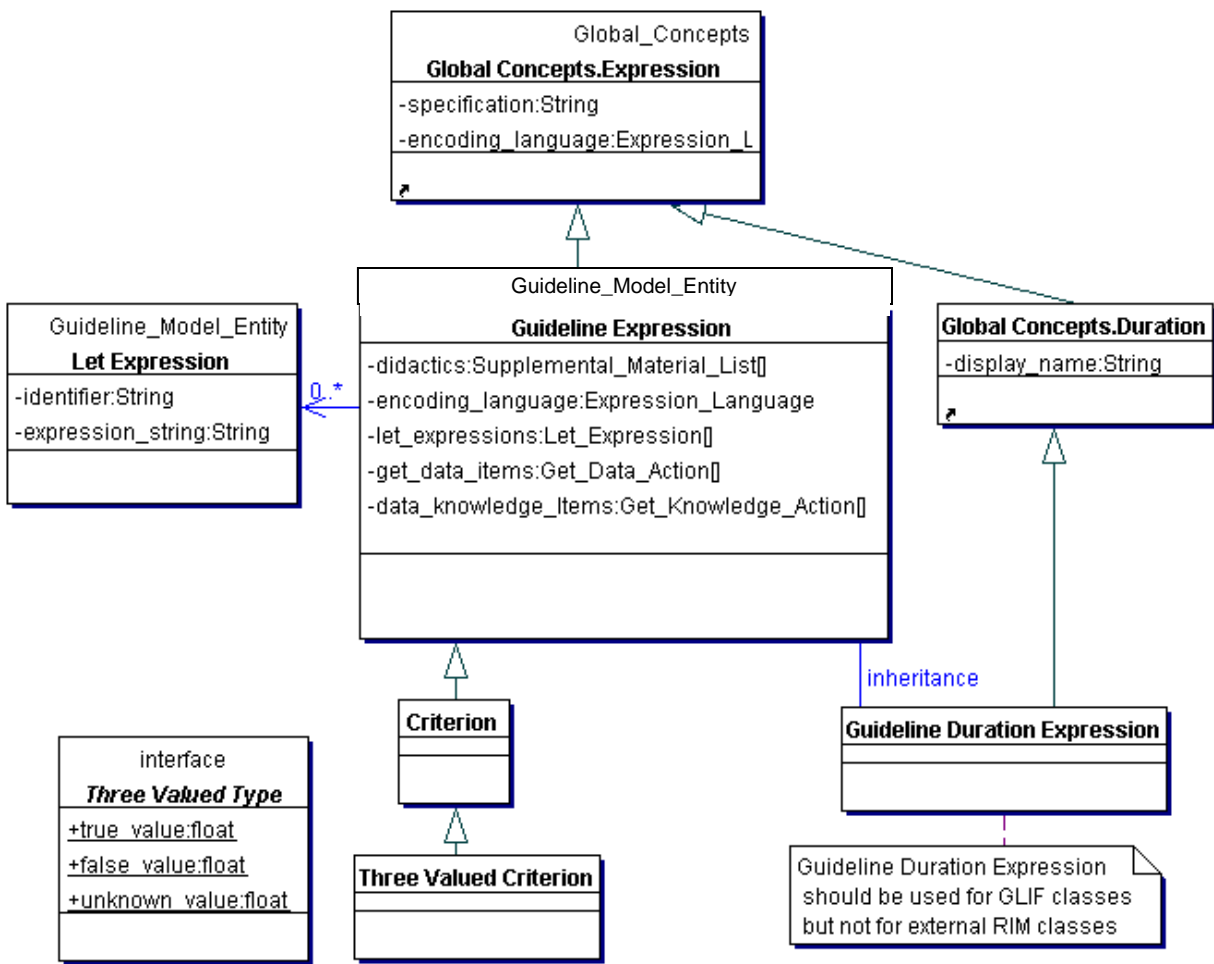 Global_Concepts
Global Concepts.Expression
-specification:String
-encoding_language:Expression_L
Guideline_Model_Entity
Guideline Expression
-didactics:Supplemental_Material_List[]
-encoding_language:Expression_Language
-let_expressions:Let_Expression[]
-get_data_items:Get_Data_Action[]
-data_knowledge_Items:Get_Knowledge_Action[]
Guideline_Model_Entity
Let Expression
-identifier:String
-expression_string:String
0..*
Global Concepts.Duration
-display_name:String
inheritance
Criterion
Guideline Duration Expression
interface
Three Valued Type
+true_value:float
+false_value:float
+unknown_value:float
Three Valued Criterion
Guideline Duration Expression
should be used for GLIF classes
but not for external RIM classes